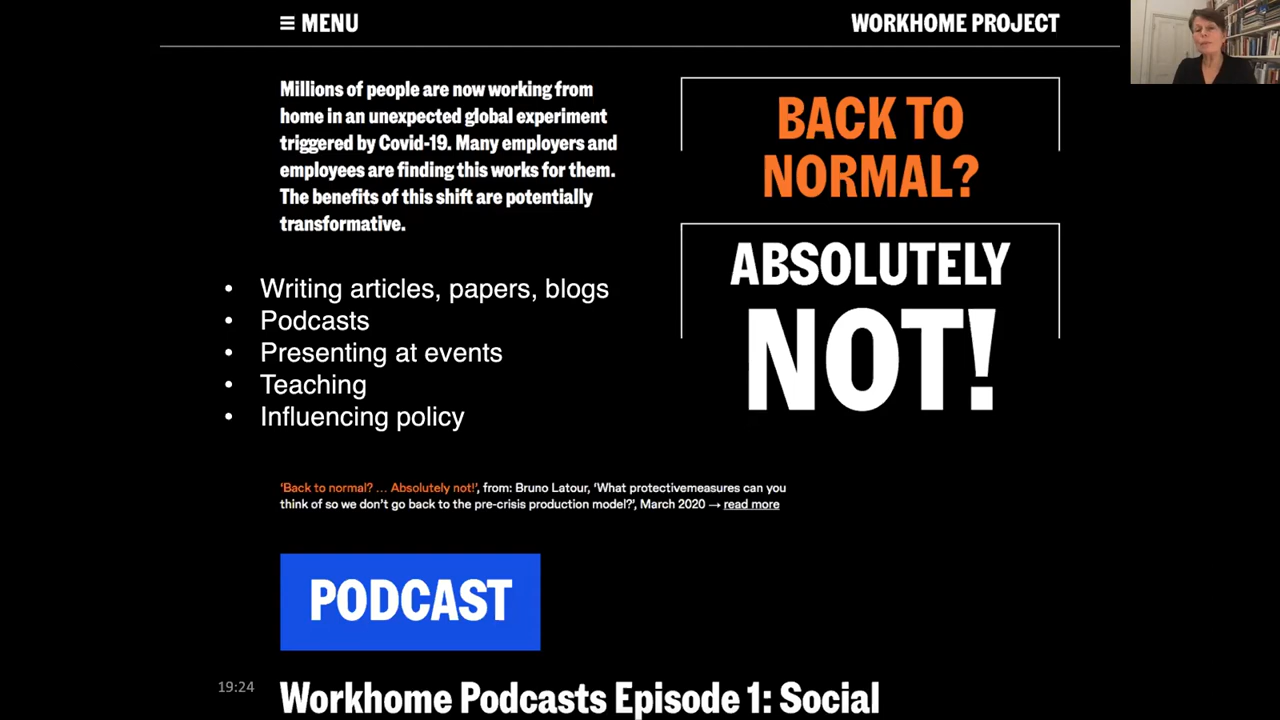 ≡ MENU
WORKHOME PROJECT
Millions of people are now working from
home in an unexpected global experiment
triggered by Covid-19. Many employers and
employees are finding this works for them.
The benefits of this shift are potentially
transformative.
BACK TO
NORMAL?
ABSOLUTELY
NOT!
• Writing articles, papers, blogs
• Podcasts
• Presenting at events
• Teaching
• Influencing policy
‘Back to normal? ... Absolutely not!’, from: Bruno Latour, ‘What protectivemeasures can you
think of so we don’t go back to the pre-crisis production model?’, March 2020 → read more
PODCAST
19:24
Workhome Podcasts Episode 1: Social